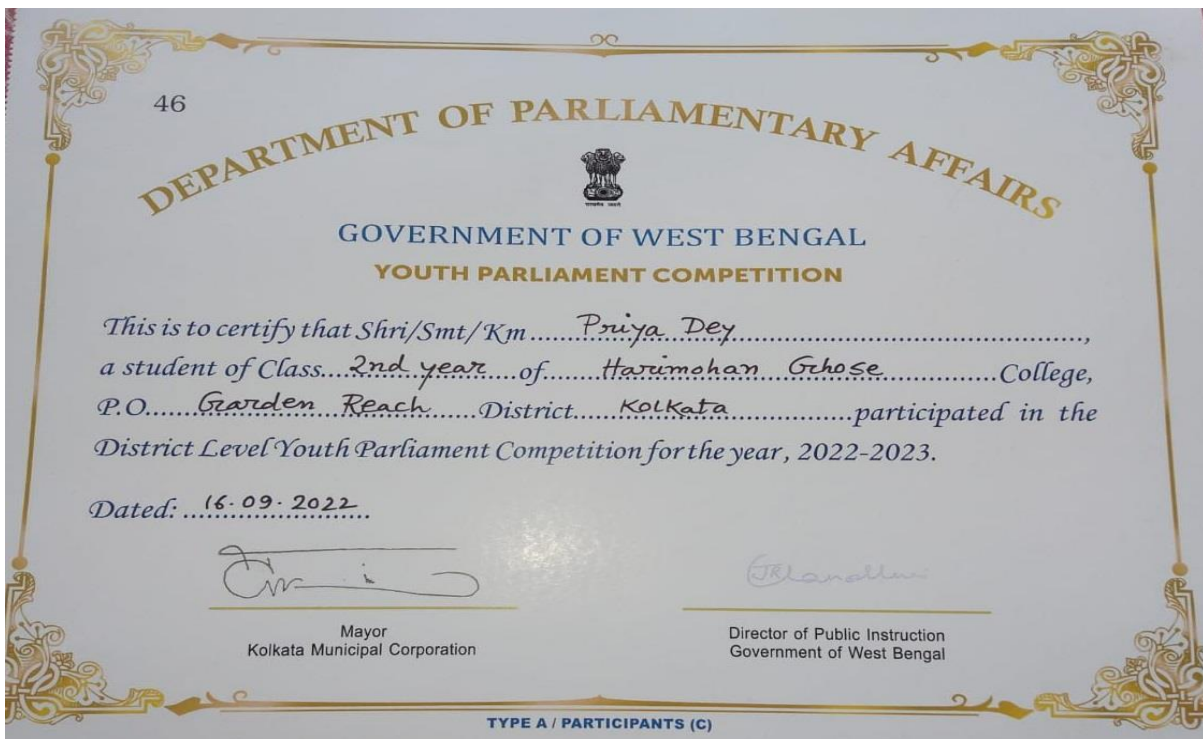 46
DEPARTMENT OF PARLIAMENTARY AFFAIRS
GOVERNMENT OF WEST BENGAL
YOUTH PARLIAMENT COMPETITION
This is to certify that Shri/Smt/Km.....Priya Dey..........,
a student of Class...2nd year...of......Harimohan Ghose..........College,
P.O......Garden Reach......District.....Kolkata..........participated in the
District Level Youth Parliament Competition for the year, 2022-2023.
Dated: ...16.09.2022...
Mayor
Kolkata Municipal Corporation
Director of Public Instruction
Government of West Bengal
TYPE A / PARTICIPANTS (C)